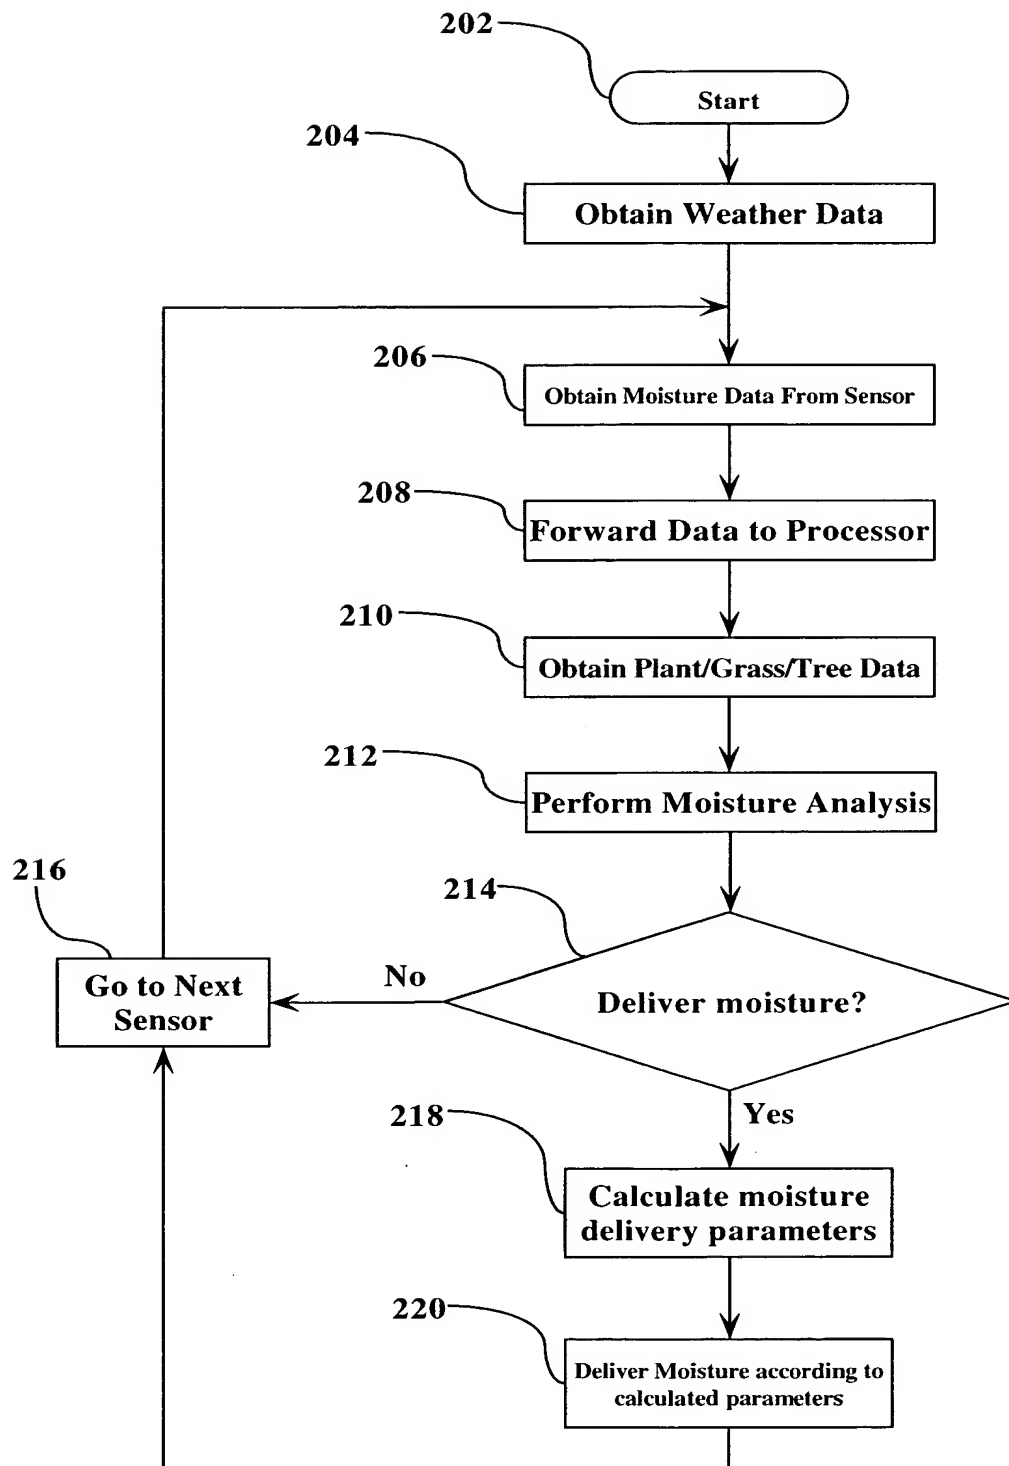 202
Start
204
Obtain Weather Data
206
Obtain Moisture Data From Sensor
208
Forward Data to Processor
210
Obtain Plant/Grass/Tree Data
212
Perform Moisture Analysis
216
214
Go to Next
Sensor
No
Deliver moisture?
Yes
218
Calculate moisture
delivery parameters
220
Deliver Moisture according to
calculated parameters